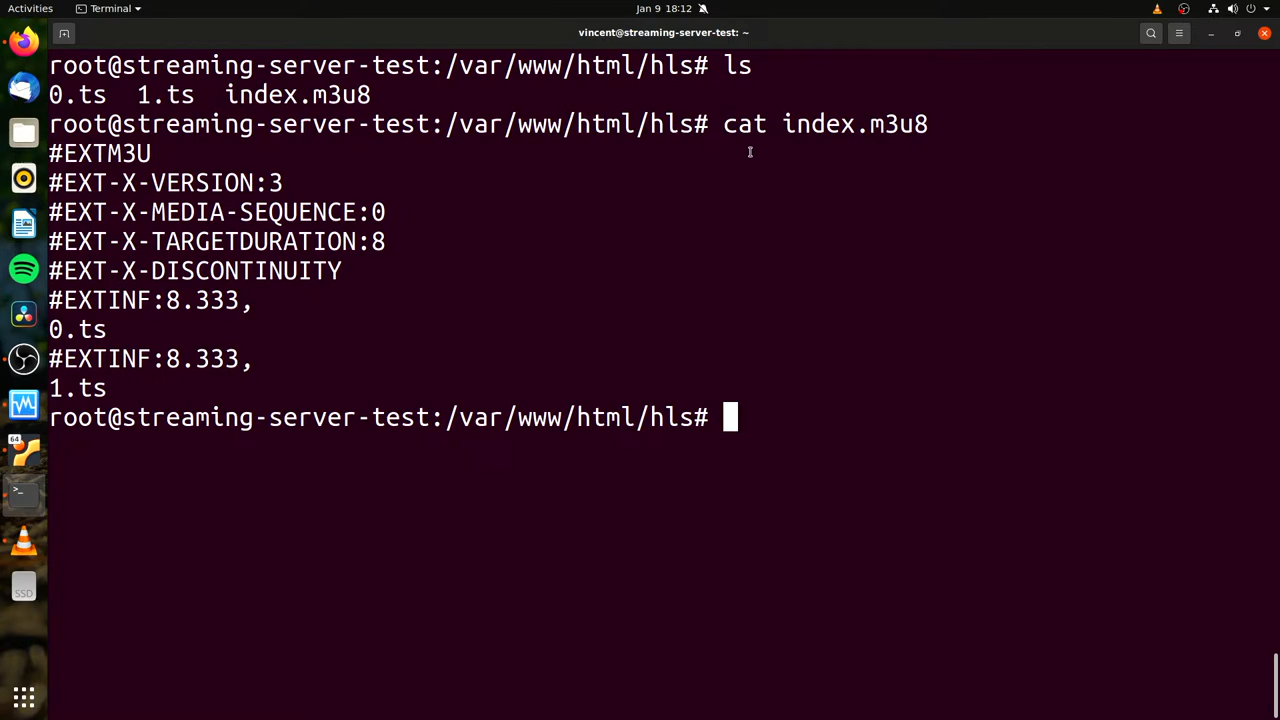 Activities Terminal Jan 9 18:12
vincent@streaming-server-test: ~
root@streaming-server-test:/var/www/html/hls# ls
0.ts 1.ts index.m3u8
root@streaming-server-test:/var/www/html/hls# cat index.m3u8
#EXTM3U
#EXT-X-VERSION:3
#EXT-X-MEDIA-SEQUENCE:0
#EXT-X-TARGETDURATION:8
#EXT-X-DISCONTINUITY
#EXTINF:8.333,
0.ts
#EXTINF:8.333,
1.ts
root@streaming-server-test:/var/www/html/hls#
64
>_
SSD